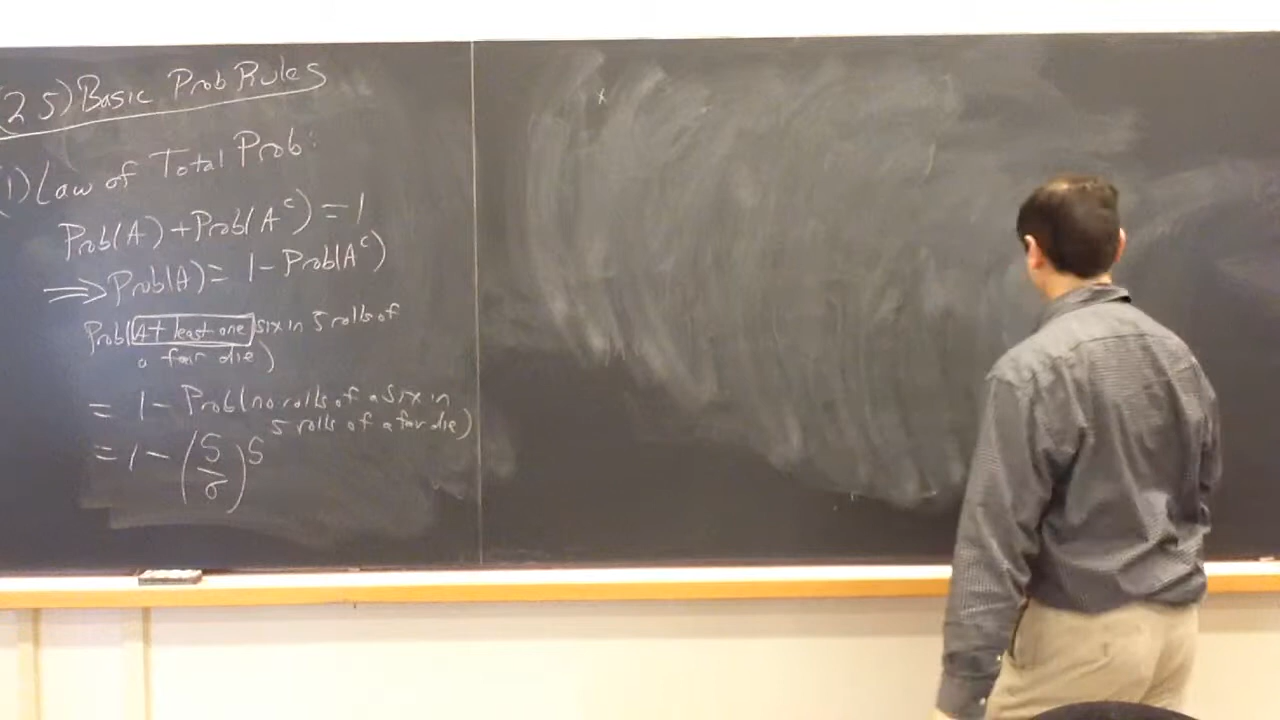 (2.5) Basic Prob Rules
(1) Law of Total Prob:
Prob(A) + Prob(A^c) = 1
⇒ Prob(A) = 1 - Prob(A^c)
Prob(At least one six in 5 rolls of
a fair die)
= 1 - Prob(no rolls of a six in
5 rolls of a fair die)
= 1 - (5/6)^5